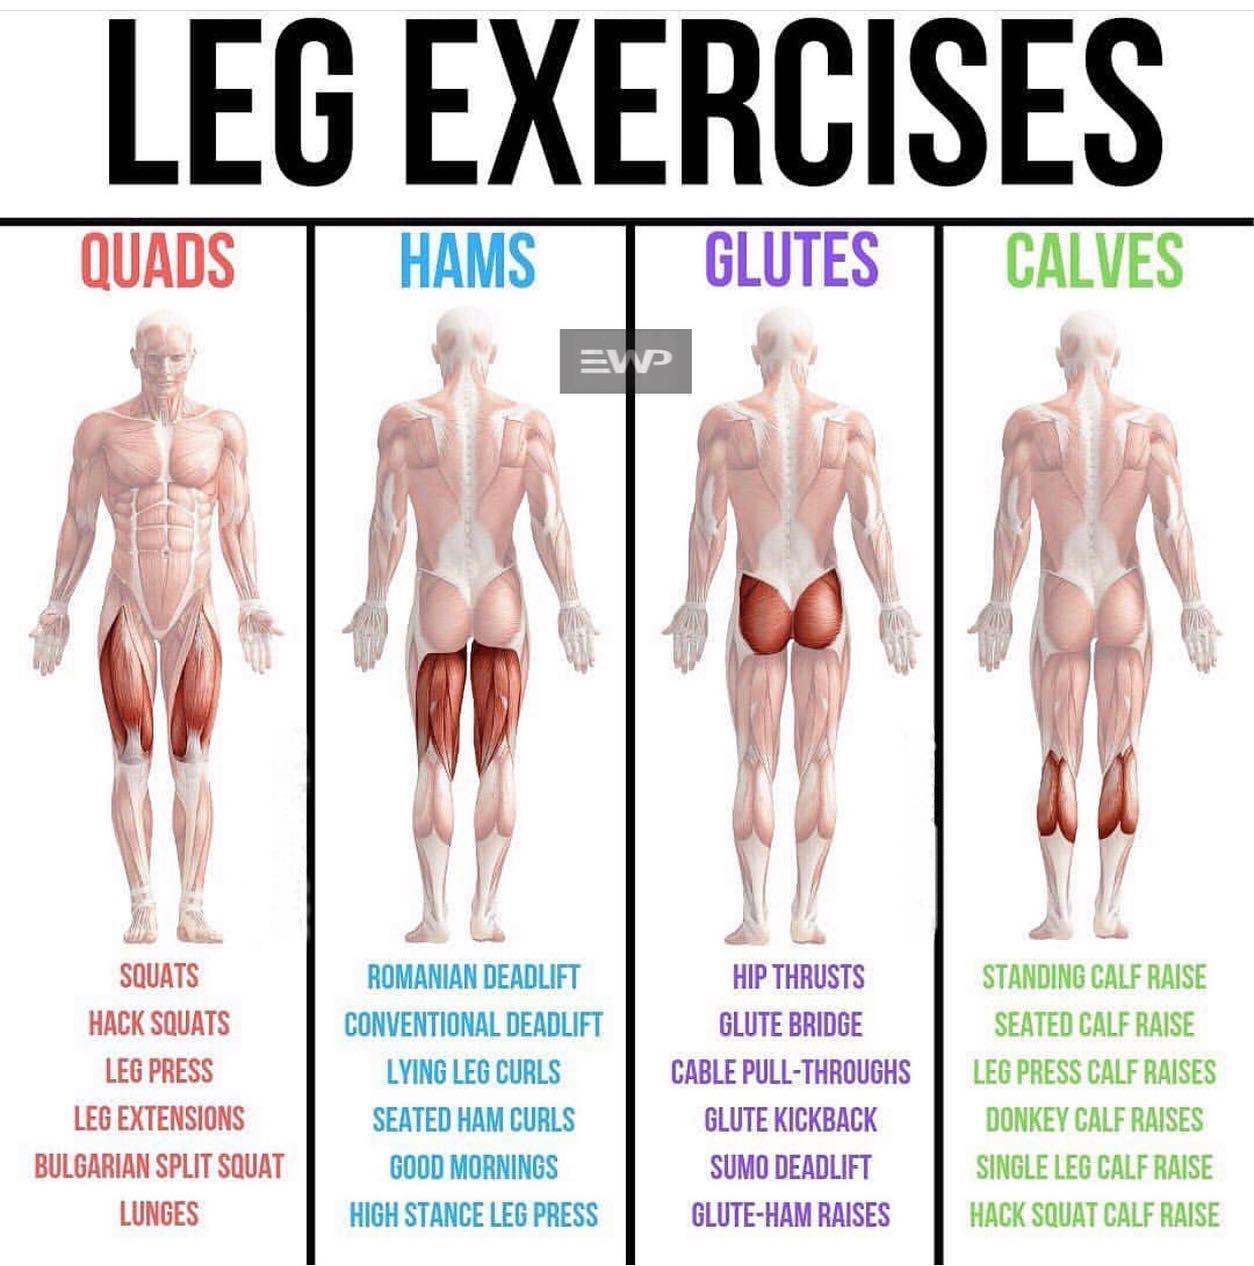 LEG EXERCISES
QUADS
SQUATS
HACK SQUATS
LEG PRESS
LEG EXTENSIONS
BULGARIAN SPLIT SQUAT
LUNGES
HAMS
ROMANIAN DEADLIFT
CONVENTIONAL DEADLIFT
LYING LEG CURLS
SEATED HAM CURLS
GOOD MORNINGS
HIGH STANCE LEG PRESS
EWP
GLUTES
HIP THRUSTS
GLUTE BRIDGE
CABLE PULL-THROUGHS
GLUTE KICKBACK
SUMO DEADLIFT
GLUTE-HAM RAISES
CALVES
STANDING CALF RAISE
SEATED CALF RAISE
LEG PRESS CALF RAISES
DONKEY CALF RAISES
SINGLE LEG CALF RAISE
HACK SQUAT CALF RAISE